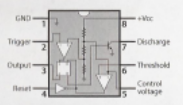 GND
1
Trigger
2
Output
3
Reset
4
+Vcc
8
Discharge
7
Threshold
6
Control
voltage
5